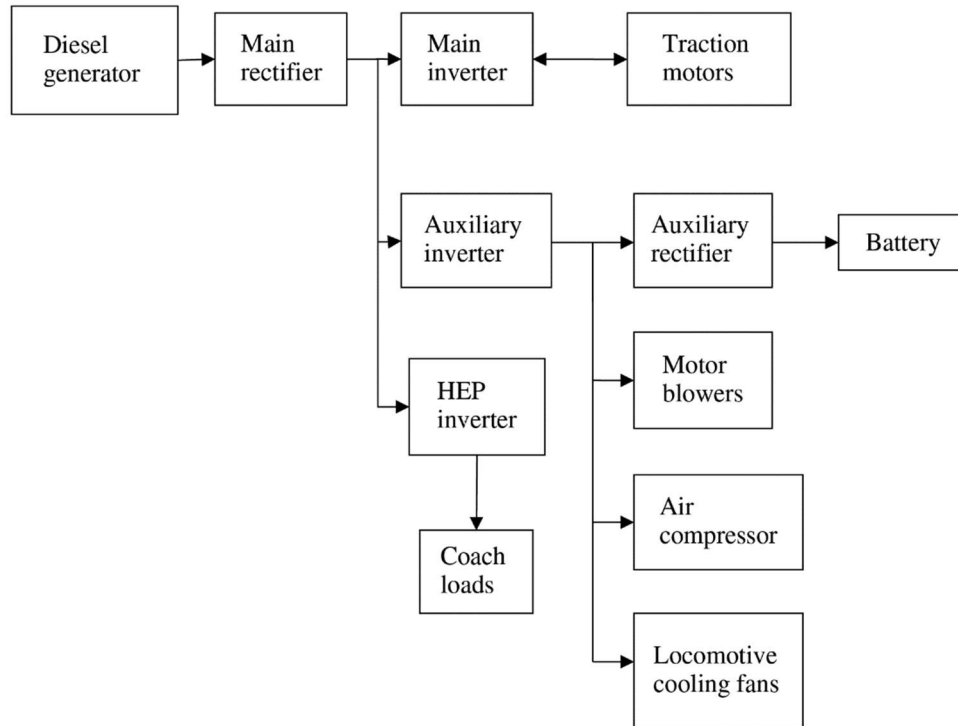 Diesel
generator
Main
rectifier
Main
inverter
Traction
motors
Auxiliary
inverter
Auxiliary
rectifier
Battery
HEP
inverter
Motor
blowers
Coach
loads
Air
compressor
Locomotive
cooling fans